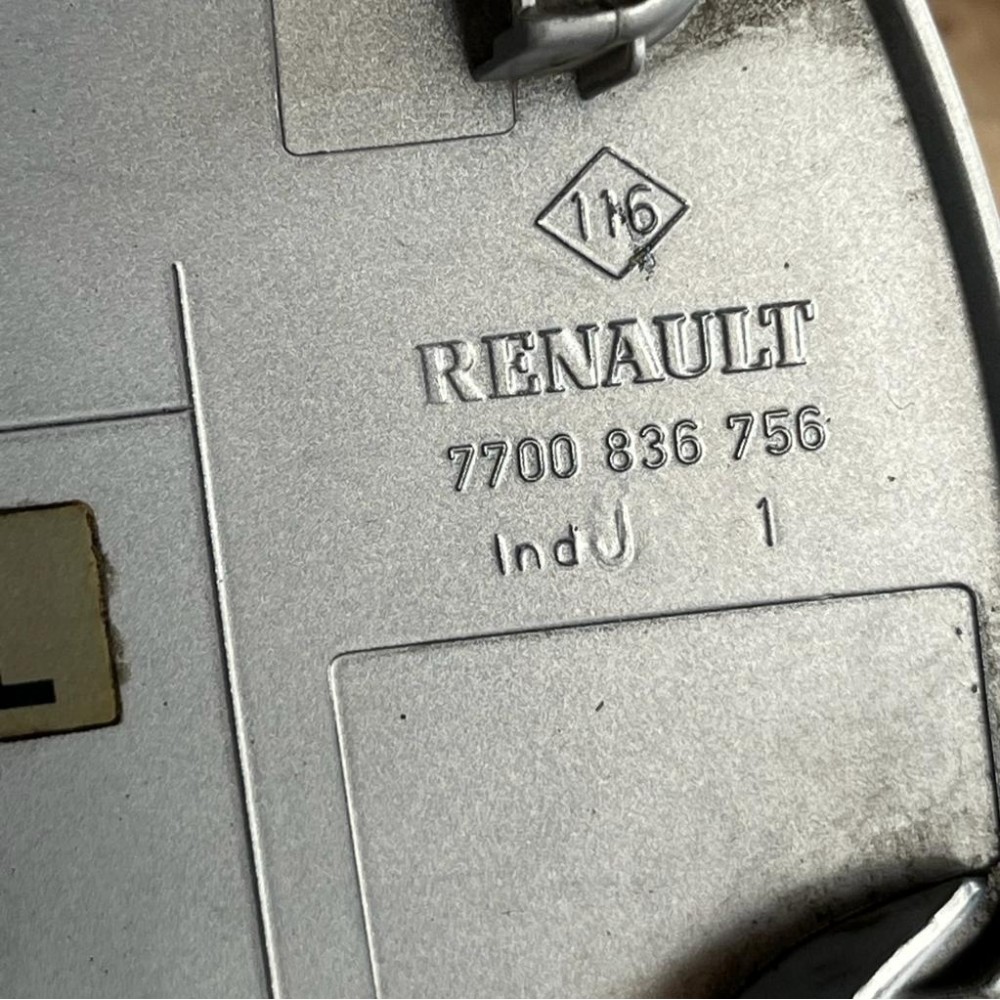 116
RENAULT
7700 836 756
Ind J 1